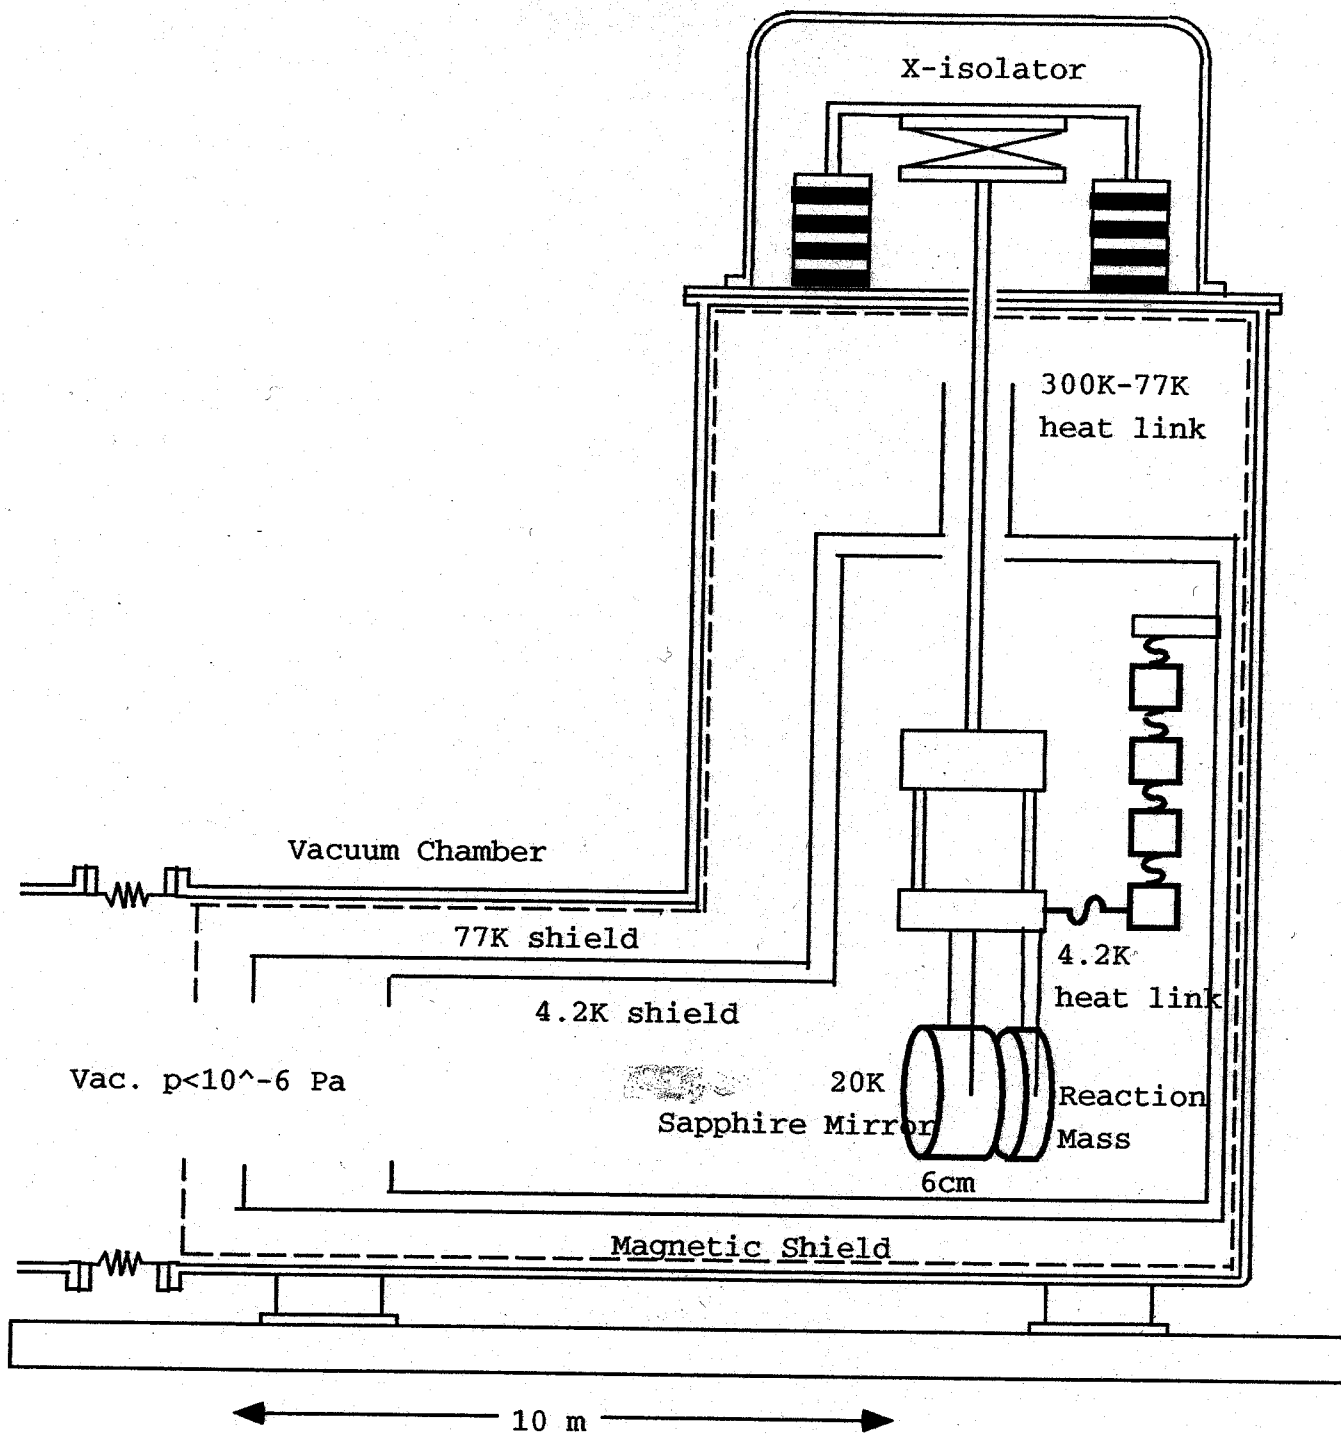 X-isolator
300K-77K
heat link
Vacuum Chamber
77K shield
4.2K
heat link
4.2K shield
Vac. p<10^-6 Pa
20K
Sapphire Mirror
Reaction
Mass
6cm
Magnetic Shield
10 m